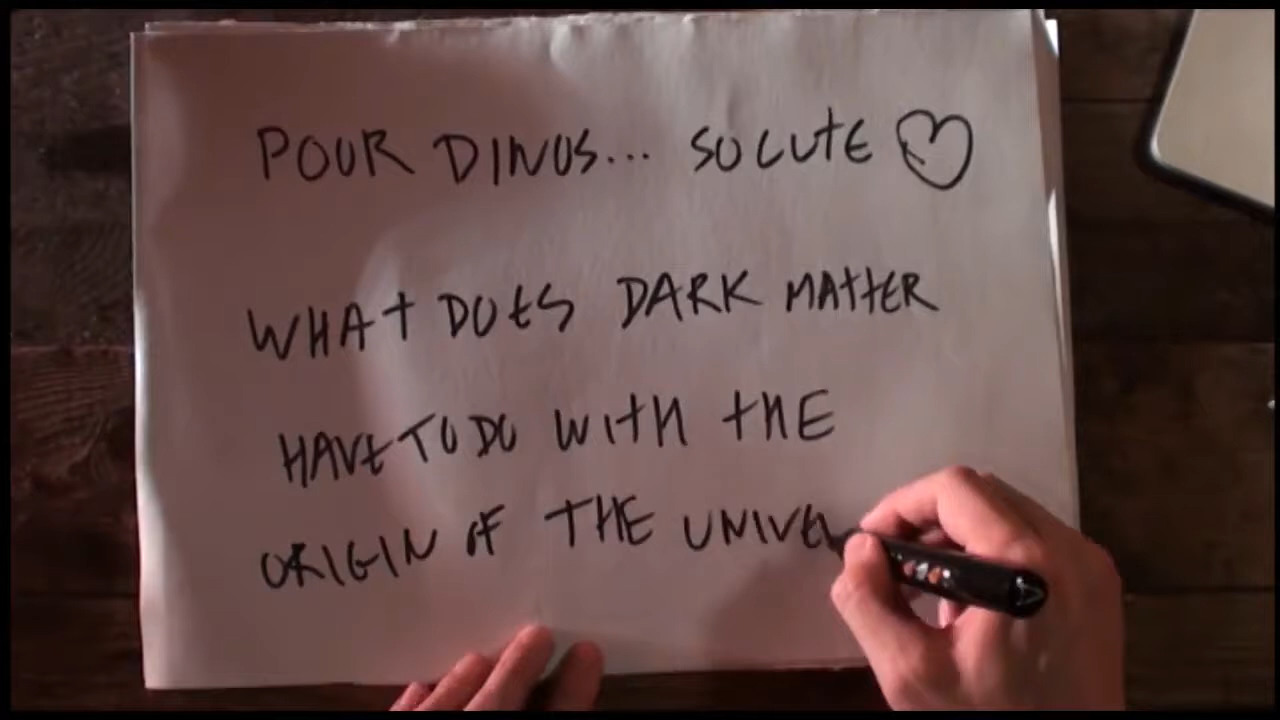 POUR DINOS... SO CUTE
WHAT DOES DARK MATTER
HAVE TO DO WITH THE
ORIGIN OF THE UNIVE